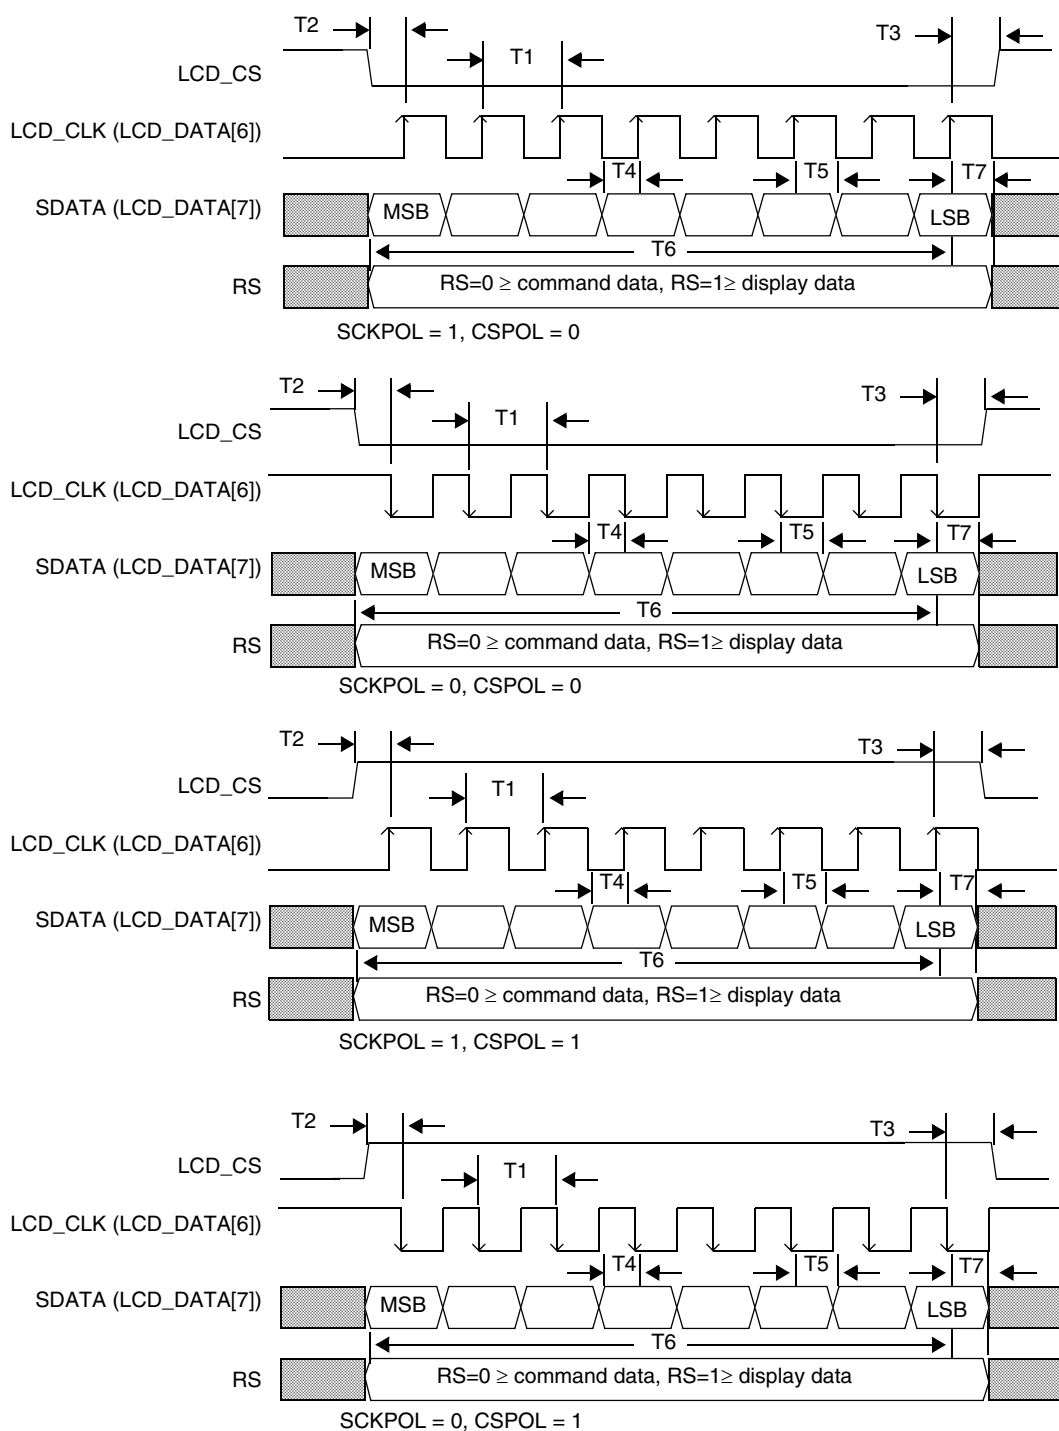 T2 T3
T1
LCD_CS
LCD_CLK (LCD_DATA[6])
T4 T5 T7
SDATA (LCD_DATA[7]) MSB LSB
T6
RS RS=0 ≥ command data, RS=1≥ display data
SCKPOL = 1, CSPOL = 0
T2 T3
T1
LCD_CS
LCD_CLK (LCD_DATA[6])
T4 T5 T7
SDATA (LCD_DATA[7]) MSB LSB
T6
RS RS=0 ≥ command data, RS=1≥ display data
SCKPOL = 0, CSPOL = 0
T2 T3
LCD_CS T1
LCD_CLK (LCD_DATA[6])
T4 T5 T7
SDATA (LCD_DATA[7]) MSB LSB
T6
RS RS=0 ≥ command data, RS=1≥ display data
SCKPOL = 1, CSPOL = 1
T2 T3
LCD_CS T1
LCD_CLK (LCD_DATA[6])
T4 T5 T7
SDATA (LCD_DATA[7]) MSB LSB
T6
RS RS=0 ≥ command data, RS=1≥ display data
SCKPOL = 0, CSPOL = 1